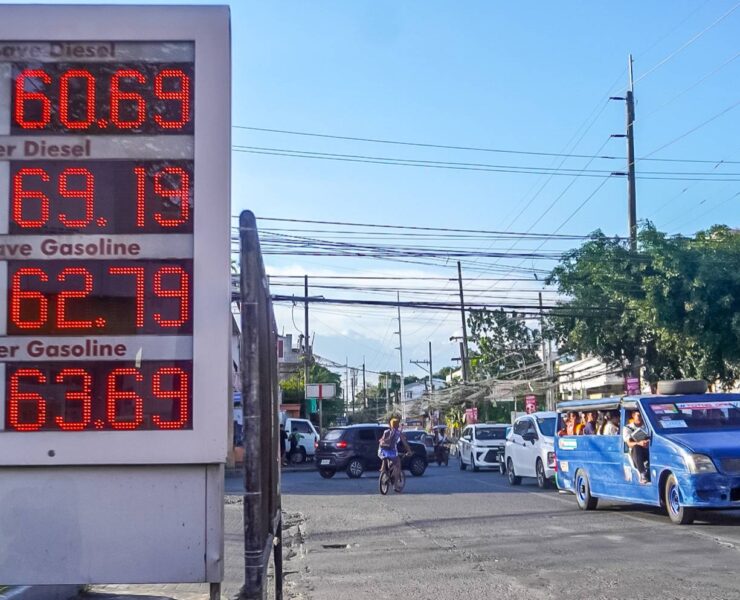 ave Diesel
60.69
er Diesel
69.19
ave Gasoline
62.79
er Gasoline
63.69